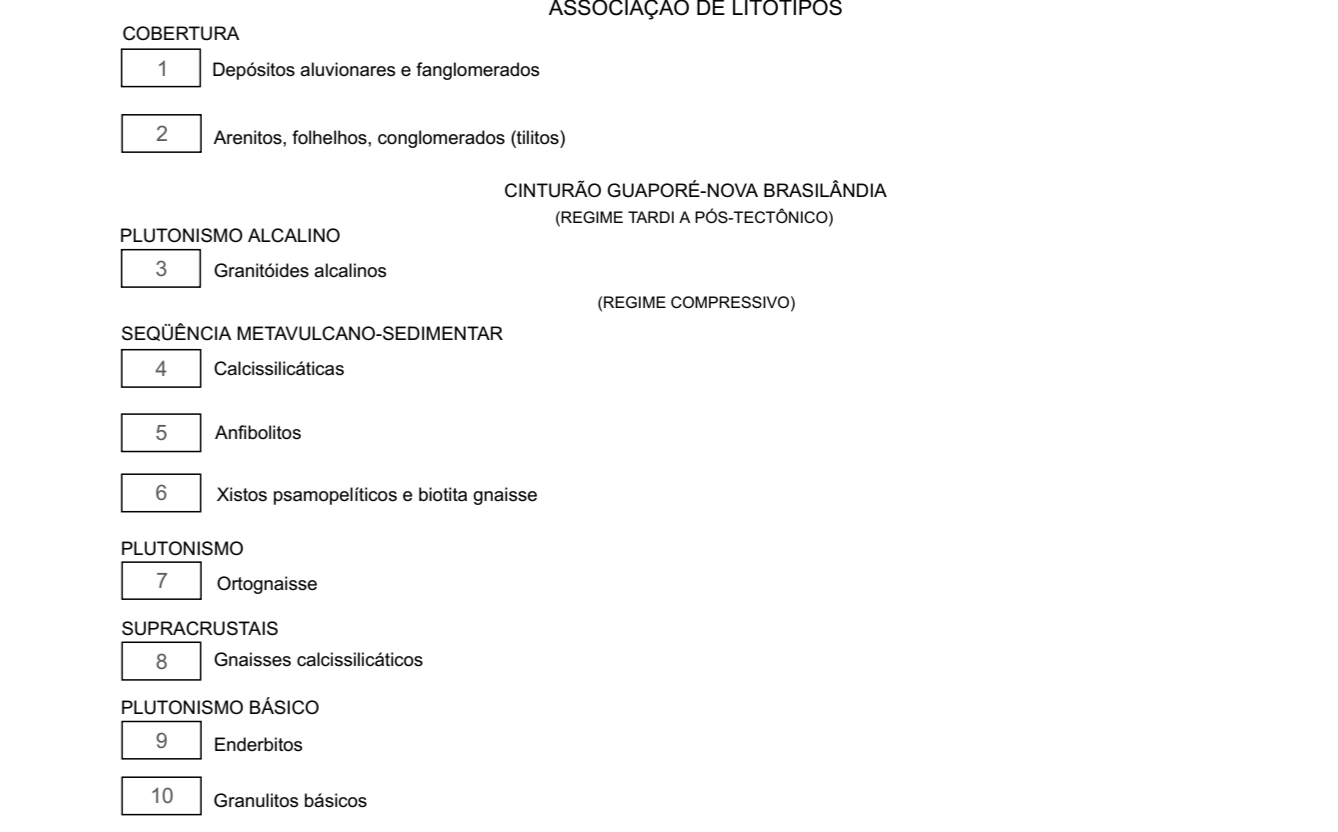 ASSOCIAÇÃO DE LITOTIPOS
COBERTURA
1 Depósitos aluvionares e fanglomerados
2 Arenitos, folhelhos, conglomerados (tilitos)
CINTURÃO GUAPORÉ-NOVA BRASILÂNDIA
(REGIME TARDI A PÓS-TECTÔNICO)
PLUTONISMO ALCALINO
3 Granitóides alcalinos
(REGIME COMPRESSIVO)
SEQÜÊNCIA METAVULCANO-SEDIMENTAR
4 Calcissilicáticas
5 Anfibolitos
6 Xistos psamopelíticos e biotita gnaisse
PLUTONISMO
7 Ortognaisse
SUPRACRUSTAIS
8 Gnaisses calcissilicáticos
PLUTONISMO BÁSICO
9 Enderbitos
10 Granulitos básicos